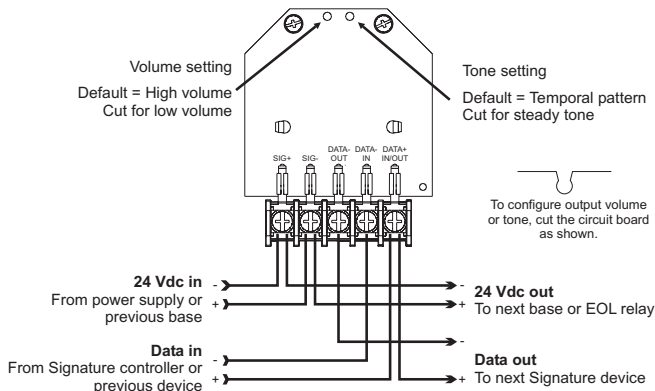 Volume setting
Default = High volume
Cut for low volume
Tone setting
Default = Temporal pattern
Cut for steady tone
SIG+
SIG-
DATA-
OUT
DATA-
IN
DATA+
IN/OUT
To configure output volume
or tone, cut the circuit board
as shown.
24 Vdc in
From power supply or
previous base
-
+
24 Vdc out
To next base or EOL relay
-
+
Data in
From Signature controller or
previous device
-
+
Data out
To next Signature device
-
+